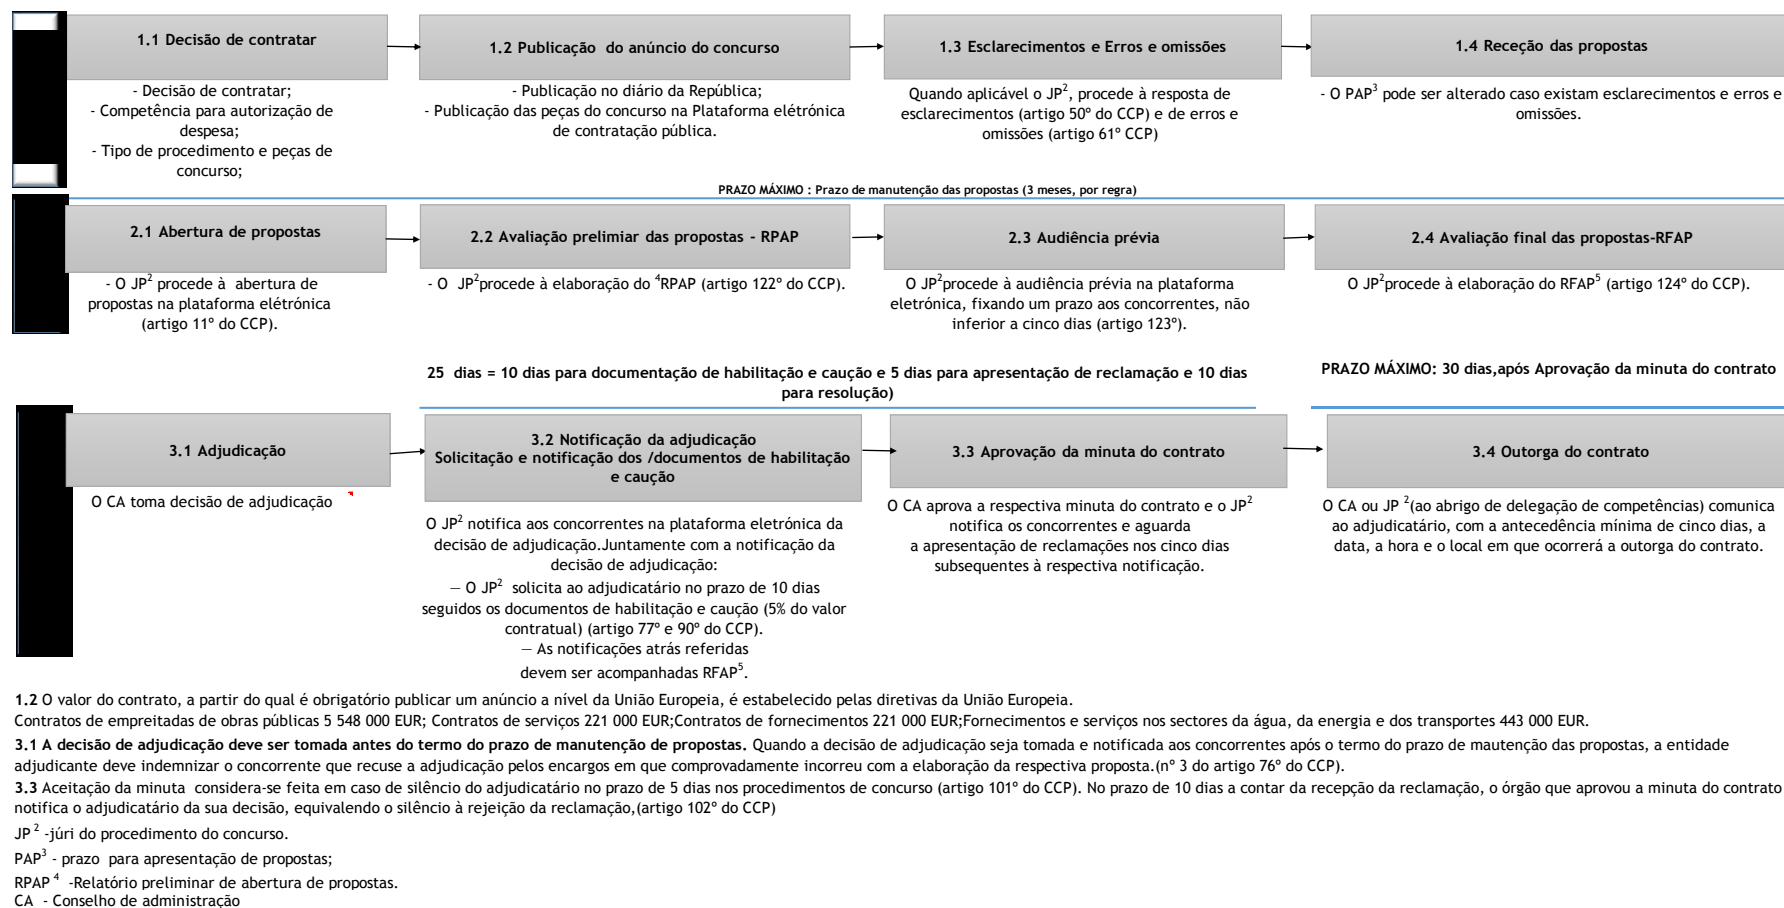 1.1 Decisão de contratar
1.2 Publicação do anúncio do concurso
1.3 Esclarecimentos e Erros e omissões
1.4 Receção das propostas
- Decisão de contratar;
- Competência para autorização de
despesa;
- Tipo de procedimento e peças de
concurso;
- Publicação no diário da República;
- Publicação das peças do concurso na Plataforma elétrónica
de contratação pública.
Quando aplicável o JP², procede à resposta de
esclarecimentos (artigo 50º do CCP) e de erros e
omissões (artigo 61º CCP)
- O PAP³ pode ser alterado caso existam esclarecimentos e erros e
omissões.
PRAZO MÁXIMO : Prazo de manutenção das propostas (3 meses, por regra)
2.1 Abertura de propostas
2.2 Avaliação prelimiar das propostas - RPAP
2.3 Audiência prévia
2.4 Avaliação final das propostas-RFAP
- O JP² procede à abertura de
propostas na plataforma elétrónica
(artigo 11º do CCP).
- O JP²procede à elaboração do ⁴RPAP (artigo 122º do CCP).
O JP²procede à audiência prévia na plataforma
eletrónica, fixando um prazo aos concorrentes, não
inferior a cinco dias (artigo 123º).
O JP²procede à elaboração do RFAP⁵ (artigo 124º do CCP).
25 dias = 10 dias para documentação de habilitação e caução e 5 dias para apresentação de reclamação e 10 dias
para resolução)
PRAZO MÁXIMO: 30 dias,após Aprovação da minuta do contrato
3.1 Adjudicação
3.2 Notificação da adjudicação
Solicitação e notificação dos /documentos de habilitação
e caução
3.3 Aprovação da minuta do contrato
3.4 Outorga do contrato
O CA toma decisão de adjudicação
O JP² notifica aos concorrentes na plataforma eletrónica da
decisão de adjudicação.Juntamente com a notificação da
decisão de adjudicação:
— O JP² solicita ao adjudicatário no prazo de 10 dias
seguidos os documentos de habilitação e caução (5% do valor
contratual) (artigo 77º e 90º do CCP).
— As notificações atrás referidas
devem ser acompanhadas RFAP⁵.
O CA aprova a respectiva minuta do contrato e o JP²
notifica os concorrentes e aguarda
a apresentação de reclamações nos cinco dias
subsequentes à respectiva notificação.
O CA ou JP ²(ao abrigo de delegação de competências) comunica
ao adjudicatário, com a antecedência mínima de cinco dias, a
data, a hora e o local em que ocorrerá a outorga do contrato.
1.2 O valor do contrato, a partir do qual é obrigatório publicar um anúncio a nível da União Europeia, é estabelecido pelas diretivas da União Europeia.
Contratos de empreitadas de obras públicas 5 548 000 EUR; Contratos de serviços 221 000 EUR;Contratos de fornecimentos 221 000 EUR;Fornecimentos e serviços nos sectores da água, da energia e dos transportes 443 000 EUR.
3.1 A decisão de adjudicação deve ser tomada antes do termo do prazo de manutenção de propostas. Quando a decisão de adjudicação seja tomada e notificada aos concorrentes após o termo do prazo de mautenção das propostas, a entidade
adjudicante deve indemnizar o concorrente que recuse a adjudicação pelos encargos em que comprovadamente incorreu com a elaboração da respectiva proposta.(nº 3 do artigo 76º do CCP).
3.3 Aceitação da minuta considera-se feita em caso de silêncio do adjudicatário no prazo de 5 dias nos procedimentos de concurso (artigo 101º do CCP). No prazo de 10 dias a contar da recepção da reclamação, o órgão que aprovou a minuta do contrato
notifica o adjudicatário da sua decisão, equivalendo o silêncio à rejeição da reclamação,(artigo 102º do CCP)
JP ² -júri do procedimento do concurso.
PAP³ - prazo para apresentação de propostas;
RPAP ⁴ -Relatório preliminar de abertura de propostas.
CA - Conselho de administração